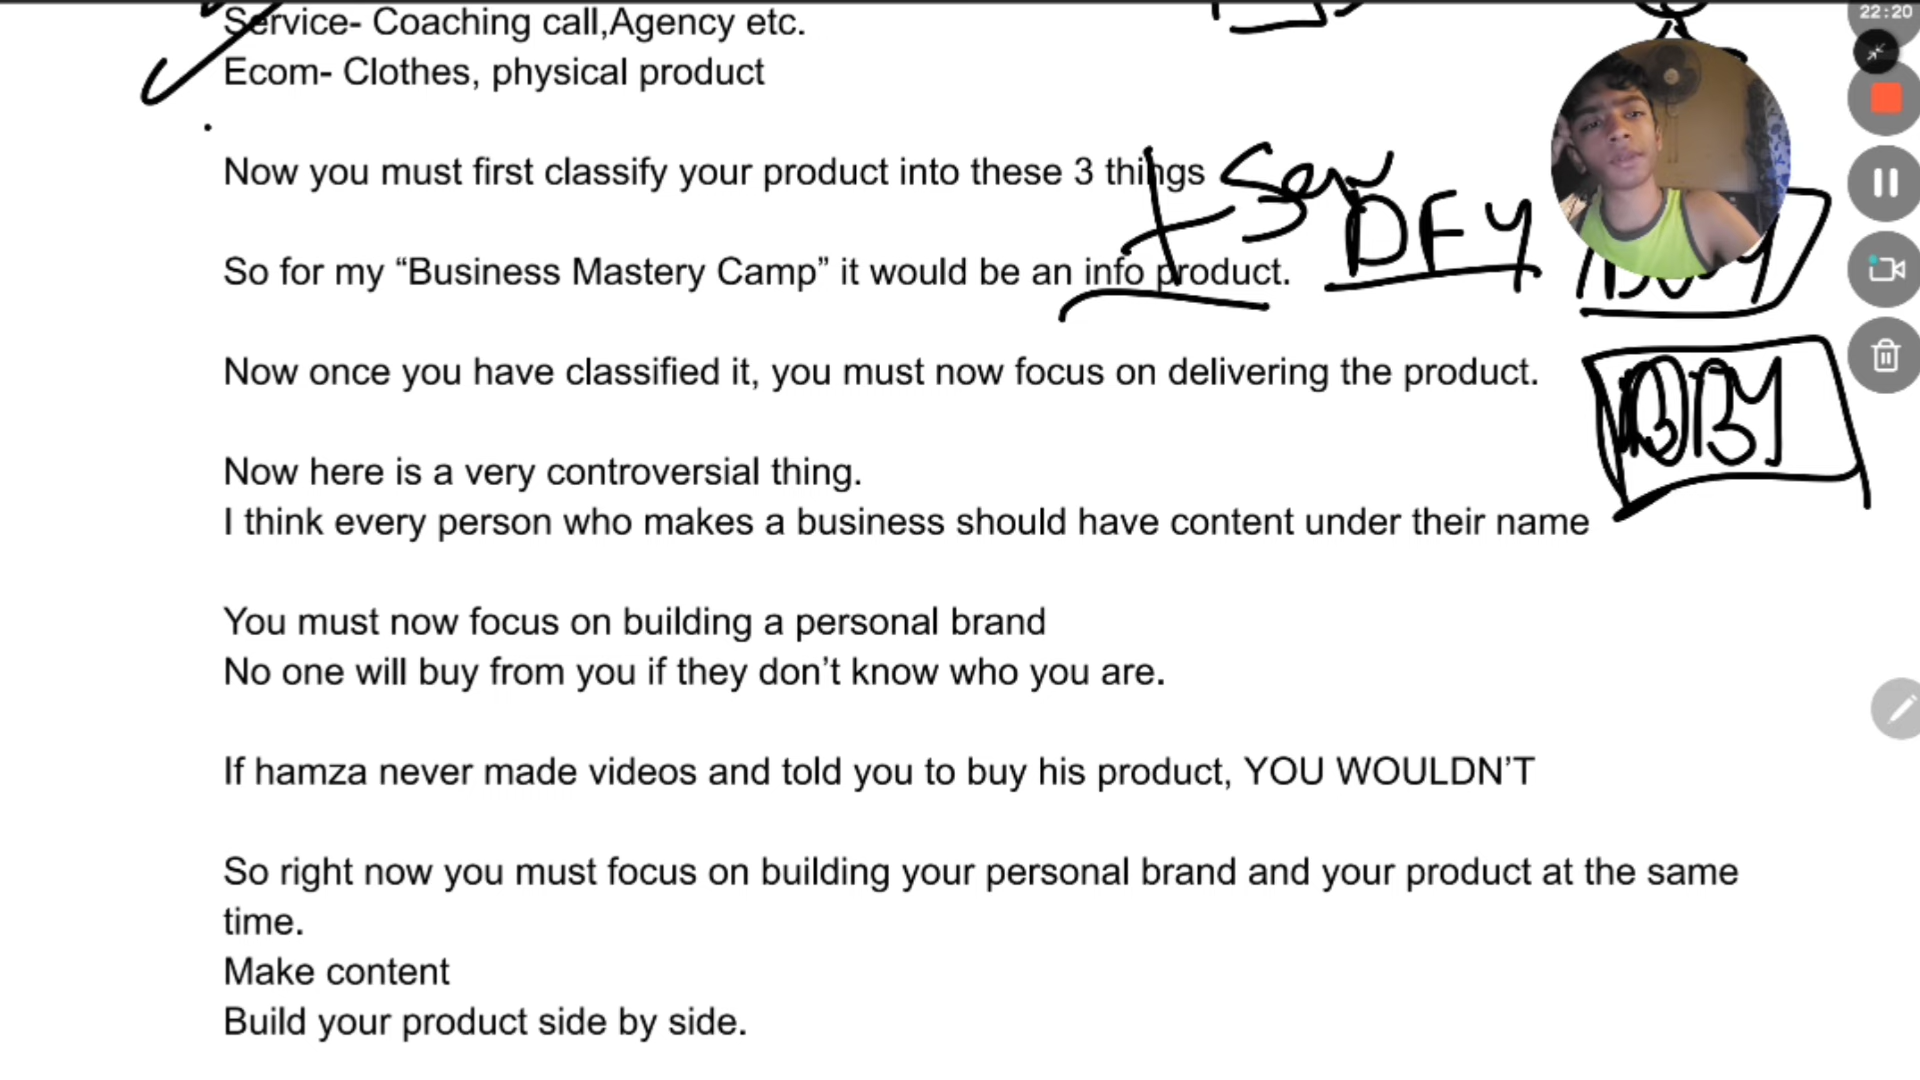 22:20
Service- Coaching call,Agency etc.
Ecom- Clothes, physical product
Now you must first classify your product into these 3 things
+ Serv
DFY
So for my “Business Mastery Camp” it would be an info product.
Now once you have classified it, you must now focus on delivering the product.
Now here is a very controversial thing.
I think every person who makes a business should have content under their name
You must now focus on building a personal brand
No one will buy from you if they don’t know who you are.
If hamza never made videos and told you to buy his product, YOU WOULDN’T
So right now you must focus on building your personal brand and your product at the same
time.
Make content
Build your product side by side.